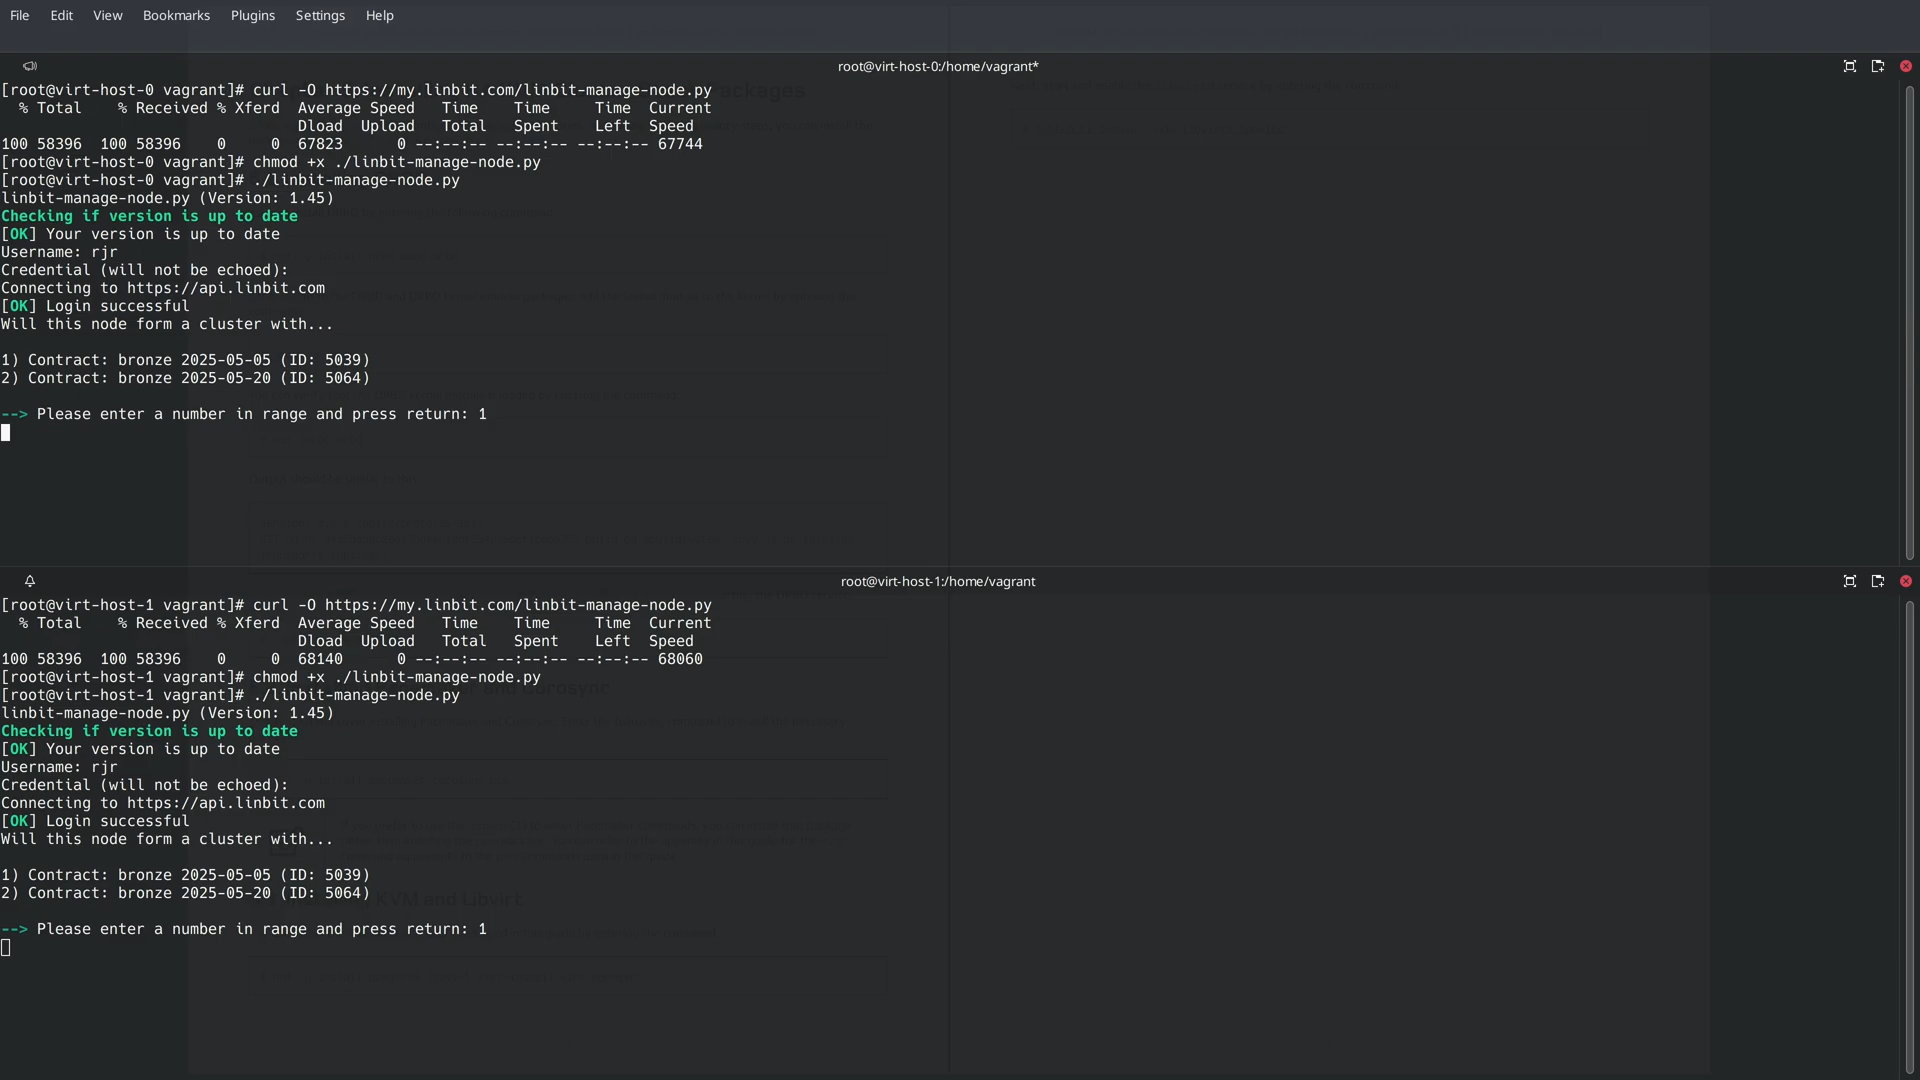 File Edit View Bookmarks Plugins Settings Help
root@virt-host-0:/home/vagrant*
[root@virt-host-0 vagrant]# curl -O https://my.linbit.com/linbit-manage-node.py
  % Total    % Received % Xferd  Average Speed   Time    Time     Time  Current
                                 Dload  Upload   Total   Spent    Left  Speed
100 58396  100 58396    0     0  67823      0 --:--:-- --:--:-- --:--:-- 67744
[root@virt-host-0 vagrant]# chmod +x ./linbit-manage-node.py
[root@virt-host-0 vagrant]# ./linbit-manage-node.py
linbit-manage-node.py (Version: 1.45)
Checking if version is up to date
[OK] Your version is up to date
Username: rjr
Credential (will not be echoed):
Connecting to https://api.linbit.com
[OK] Login successful
Will this node form a cluster with...
1) Contract: bronze 2025-05-05 (ID: 5039)
2) Contract: bronze 2025-05-20 (ID: 5064)
--> Please enter a number in range and press return: 1
root@virt-host-1:/home/vagrant
[root@virt-host-1 vagrant]# curl -O https://my.linbit.com/linbit-manage-node.py
  % Total    % Received % Xferd  Average Speed   Time    Time     Time  Current
                                 Dload  Upload   Total   Spent    Left  Speed
100 58396  100 58396    0     0  68140      0 --:--:-- --:--:-- --:--:-- 68060
[root@virt-host-1 vagrant]# chmod +x ./linbit-manage-node.py
[root@virt-host-1 vagrant]# ./linbit-manage-node.py
linbit-manage-node.py (Version: 1.45)
Checking if version is up to date
[OK] Your version is up to date
Username: rjr
Credential (will not be echoed):
Connecting to https://api.linbit.com
[OK] Login successful
Will this node form a cluster with...
1) Contract: bronze 2025-05-05 (ID: 5039)
2) Contract: bronze 2025-05-20 (ID: 5064)
--> Please enter a number in range and press return: 1